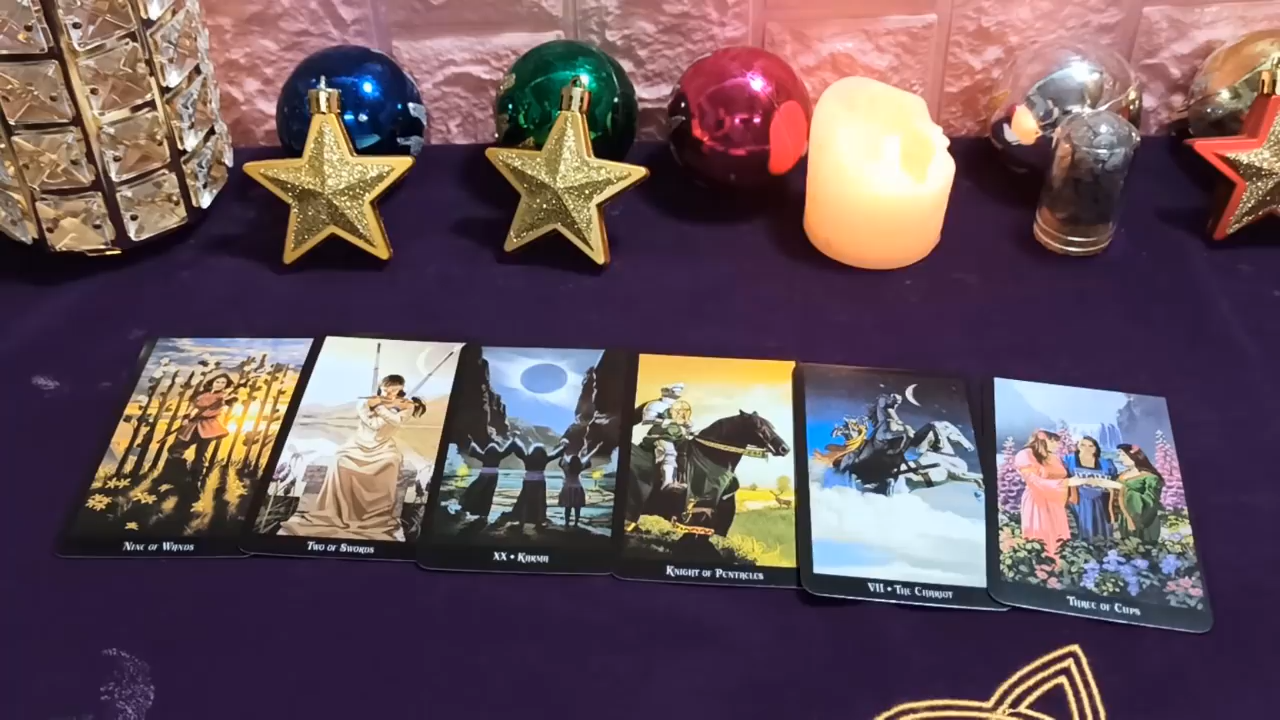 Nine of Wands
Two of Swords
XX • Karma
Knight of Pentacles
VII • The Chariot
Three of Cups